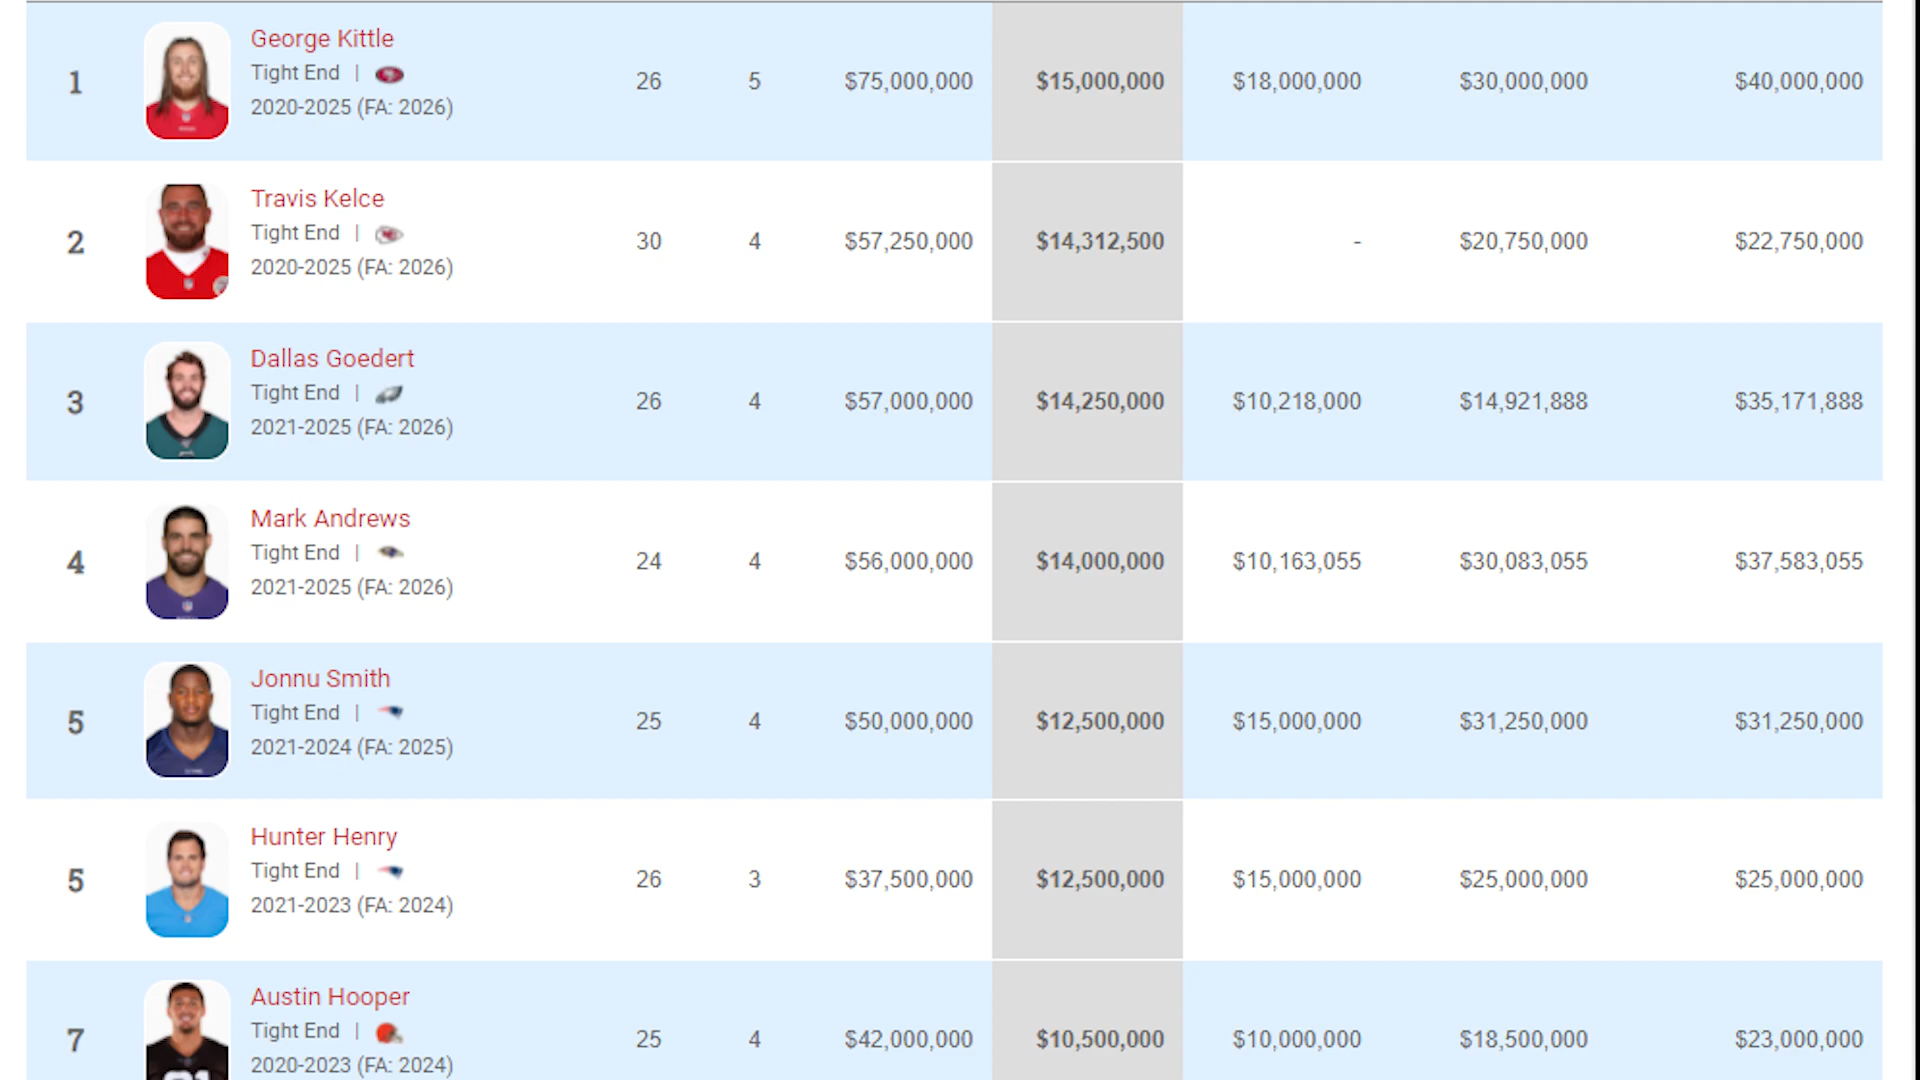 1
George Kittle
Tight End |
2020-2025 (FA: 2026)
26 5 $75,000,000 $15,000,000 $18,000,000 $30,000,000 $40,000,000
2
Travis Kelce
Tight End |
2020-2025 (FA: 2026)
30 4 $57,250,000 $14,312,500 - $20,750,000 $22,750,000
3
Dallas Goedert
Tight End |
2021-2025 (FA: 2026)
26 4 $57,000,000 $14,250,000 $10,218,000 $14,921,888 $35,171,888
4
Mark Andrews
Tight End |
2021-2025 (FA: 2026)
24 4 $56,000,000 $14,000,000 $10,163,055 $30,083,055 $37,583,055
5
Jonnu Smith
Tight End |
2021-2024 (FA: 2025)
25 4 $50,000,000 $12,500,000 $15,000,000 $31,250,000 $31,250,000
5
Hunter Henry
Tight End |
2021-2023 (FA: 2024)
26 3 $37,500,000 $12,500,000 $15,000,000 $25,000,000 $25,000,000
7
Austin Hooper
Tight End |
2020-2023 (FA: 2024)
25 4 $42,000,000 $10,500,000 $10,000,000 $18,500,000 $23,000,000